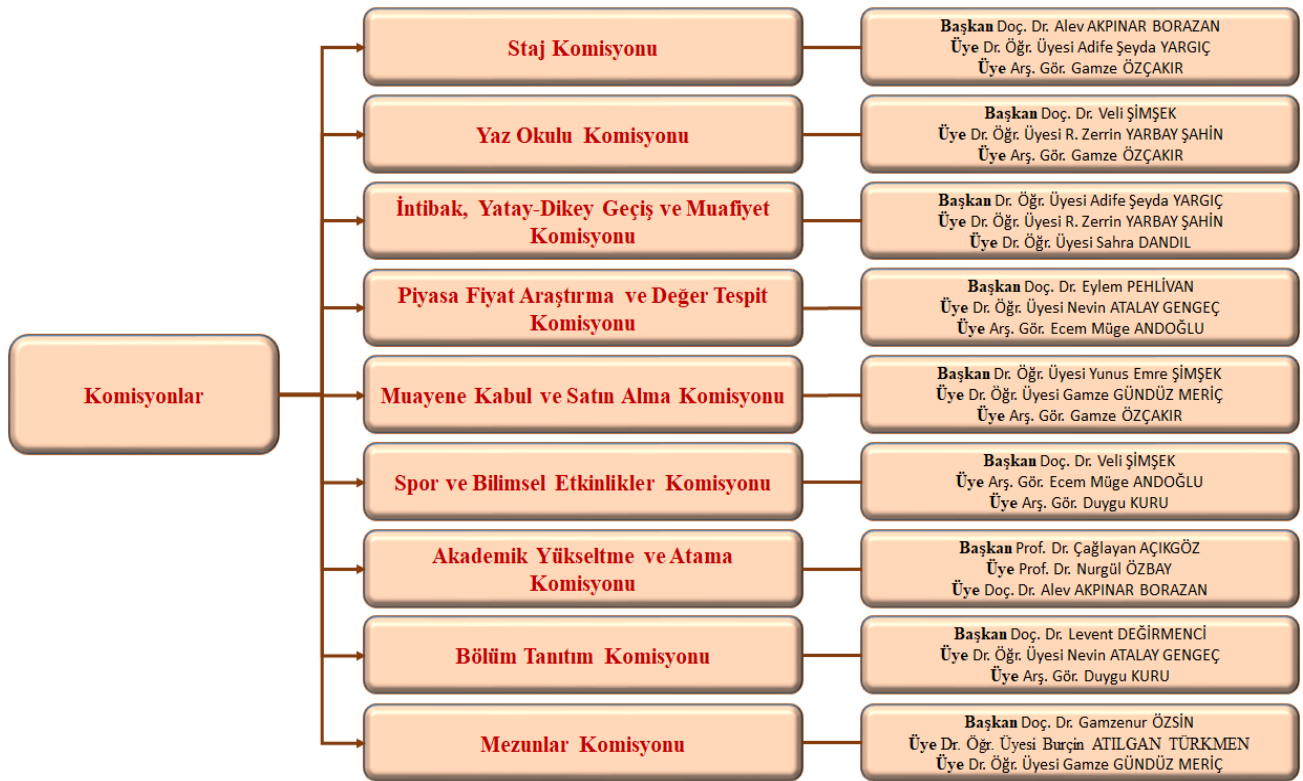 Komisyonlar
Staj Komisyonu
Başkan Doç. Dr. Alev AKPINAR BORAZAN
Üye Dr. Öğr. Üyesi Adife Şeyda YARGIÇ
Üye Arş. Gör. Gamze ÖZÇAKIR
Yaz Okulu Komisyonu
Başkan Doç. Dr. Veli ŞİMŞEK
Üye Dr. Öğr. Üyesi R. Zerrin YARBAY ŞAHİN
Üye Arş. Gör. Gamze ÖZÇAKIR
İntibak, Yatay-Dikey Geçiş ve Muafiyet
Komisyonu
Başkan Dr. Öğr. Üyesi Adife Şeyda YARGIÇ
Üye Dr. Öğr. Üyesi R. Zerrin YARBAY ŞAHİN
Üye Dr. Öğr. Üyesi Sahra DANDIL
Piyasa Fiyat Araştırma ve Değer Tespit
Komisyonu
Başkan Doç. Dr. Eylem PEHLİVAN
Üye Dr. Öğr. Üyesi Nevin ATALAY GENGEÇ
Üye Arş. Gör. Ecem Müge ANDOĞLU
Muayene Kabul ve Satın Alma Komisyonu
Başkan Dr. Öğr. Üyesi Yunus Emre ŞİMŞEK
Üye Dr. Öğr. Üyesi Gamze GÜNDÜZ MERİÇ
Üye Arş. Gör. Gamze ÖZÇAKIR
Spor ve Bilimsel Etkinlikler Komisyonu
Başkan Doç. Dr. Veli ŞİMŞEK
Üye Arş. Gör. Ecem Müge ANDOĞLU
Üye Arş. Gör. Duygu KURU
Akademik Yükseltme ve Atama
Komisyonu
Başkan Prof. Dr. Çağlayan AÇIKGÖZ
Üye Prof. Dr. Nurgül ÖZBAY
Üye Doç. Dr. Alev AKPINAR BORAZAN
Bölüm Tanıtım Komisyonu
Başkan Doç. Dr. Levent DEĞİRMENCİ
Üye Dr. Öğr. Üyesi Nevin ATALAY GENGEÇ
Üye Arş. Gör. Duygu KURU
Mezunlar Komisyonu
Başkan Doç. Dr. Gamzenur ÖZSİN
Üye Dr. Öğr. Üyesi Burçin ATILGAN TÜRKMEN
Üye Dr. Öğr. Üyesi Gamze GÜNDÜZ MERİÇ